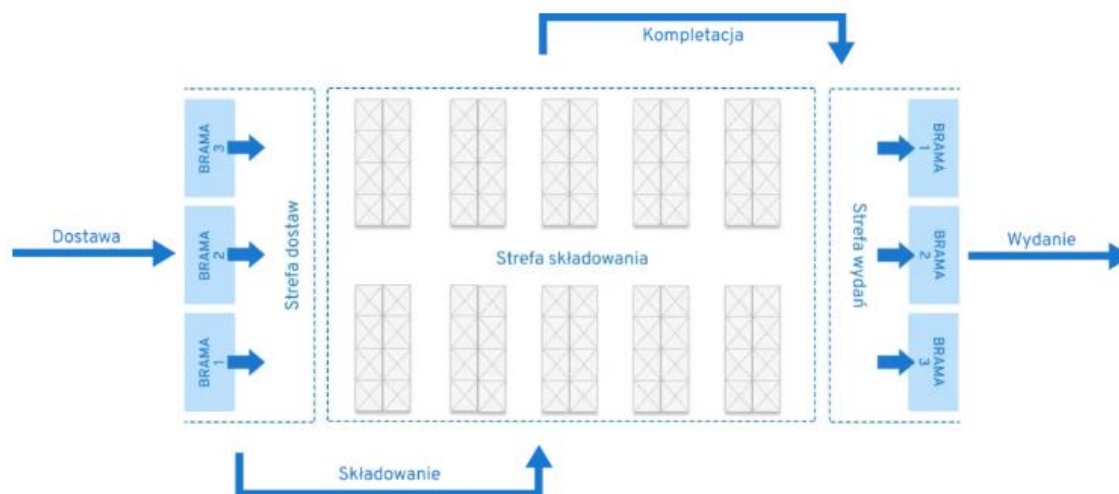 Kompletacja
BRAMA
3
BRAMA
2
BRAMA
1
Dostawa
Strefa dostaw
Strefa składowania
Strefa wydań
BRAMA
1
BRAMA
2
BRAMA
3
Wydanie
Składowanie